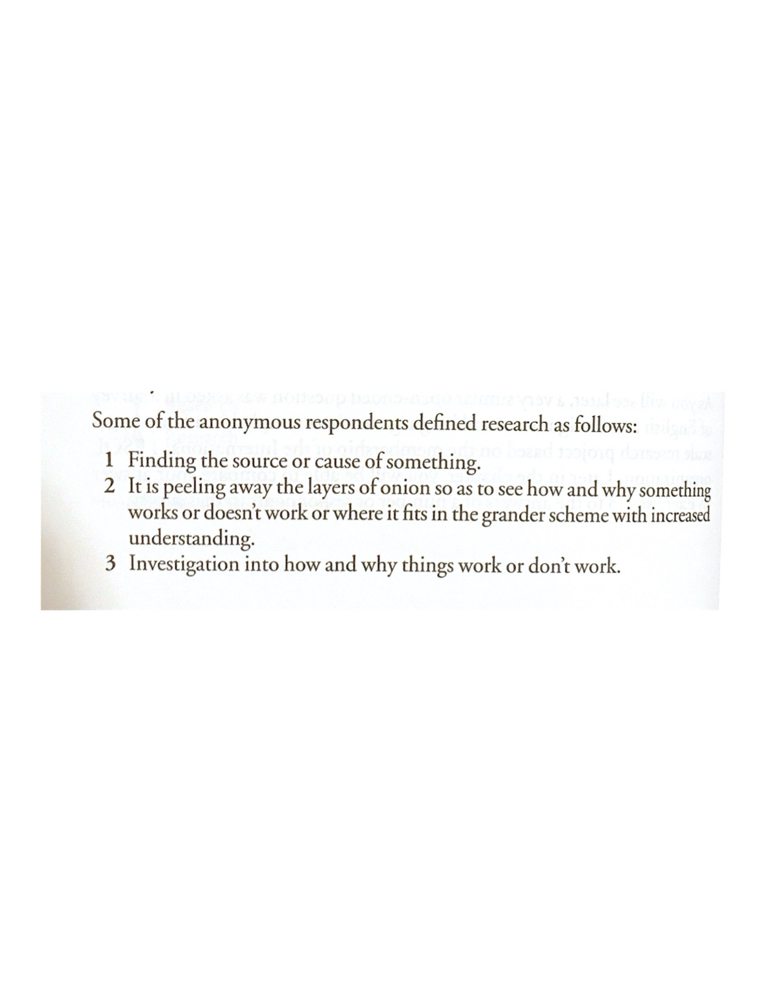 Some of the anonymous respondents defined research as follows:
1 Finding the source or cause of something.
2 It is peeling away the layers of onion so as to see how and why something
works or doesn't work or where it fits in the grander scheme with increased
understanding.
3 Investigation into how and why things work or don't work.